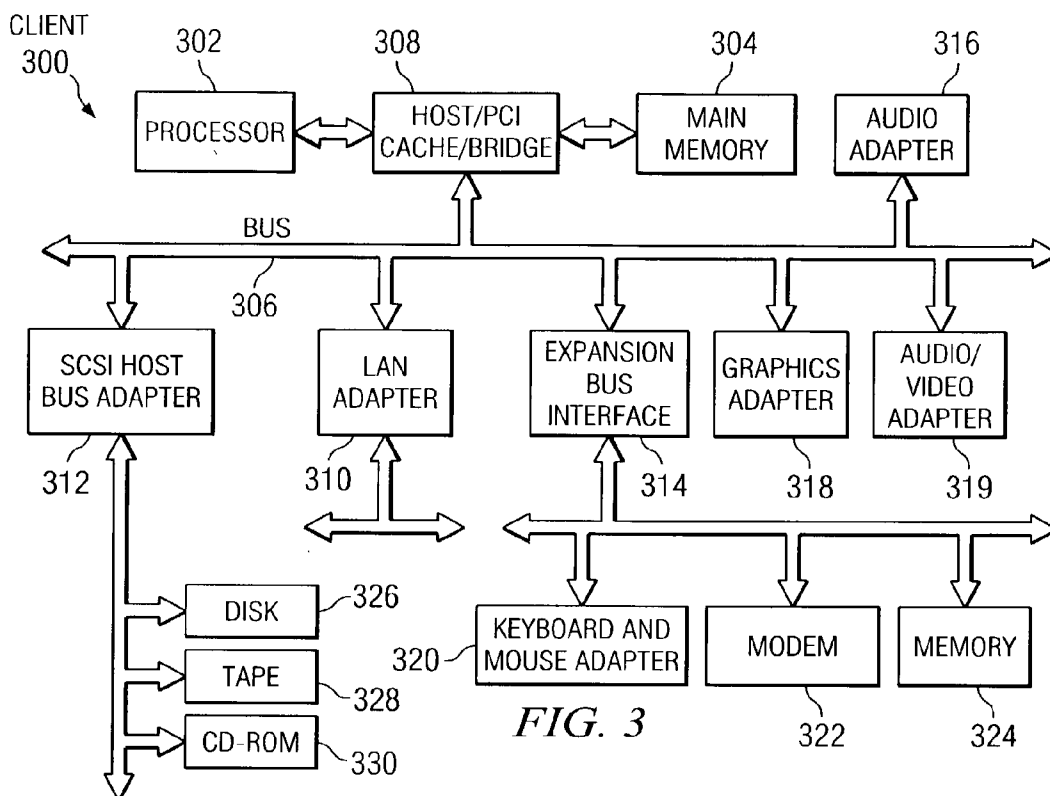 CLIENT
300
302
308
304
316
PROCESSOR
HOST/PCI
CACHE/BRIDGE
MAIN
MEMORY
AUDIO
ADAPTER
BUS
306
SCSI HOST
BUS ADAPTER
LAN
ADAPTER
EXPANSION
BUS
INTERFACE
GRAPHICS
ADAPTER
AUDIO/
VIDEO
ADAPTER
312
310
314
318
319
DISK
326
TAPE
328
CD-ROM
330
320
KEYBOARD AND
MOUSE ADAPTER
MODEM
MEMORY
322
324
FIG. 3